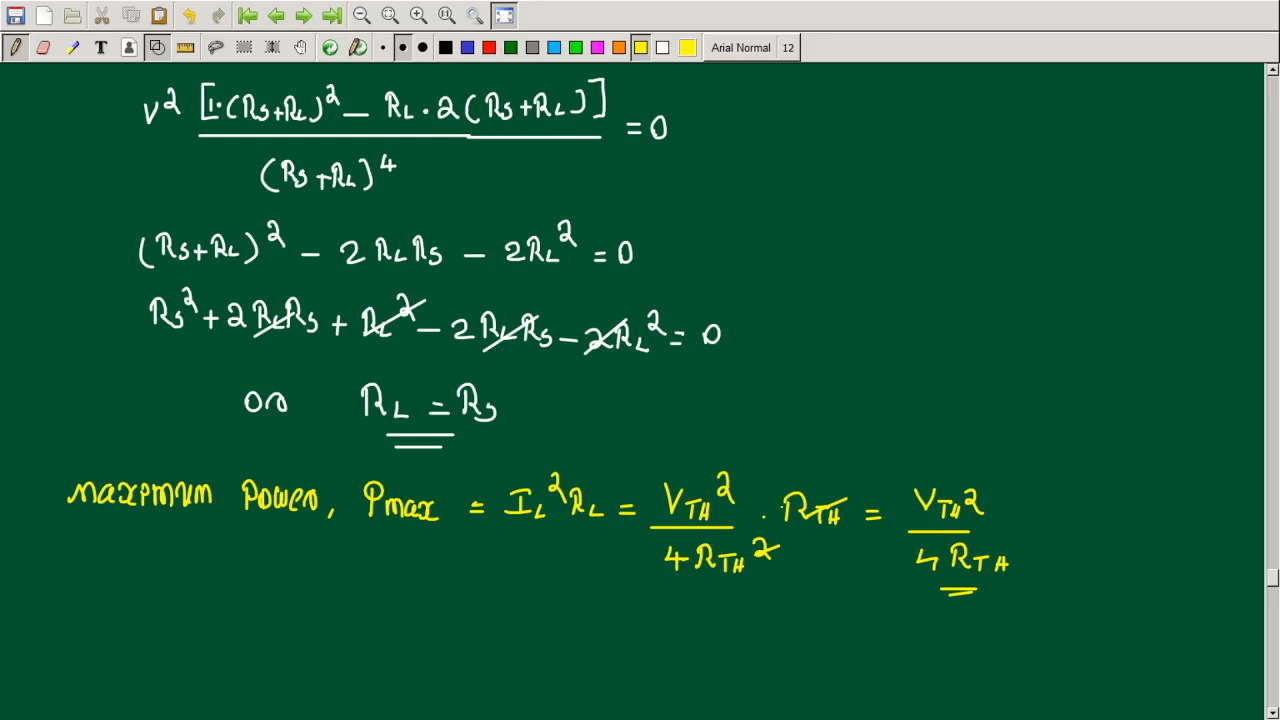 Arial Normal 12
V² [1·(RS+RL)² − RL·2(RS+RL)] / (RS+RL)⁴ = 0
(RS+RL)² − 2RLRS − 2RL² = 0
RS² + 2RLRS + RL² − 2RLRS − 2RL² = 0
or RL = RS
Maximum Power, Pmax = IL²RL = VTH² / 4RTH² · RTH = VTH² / 4RTH